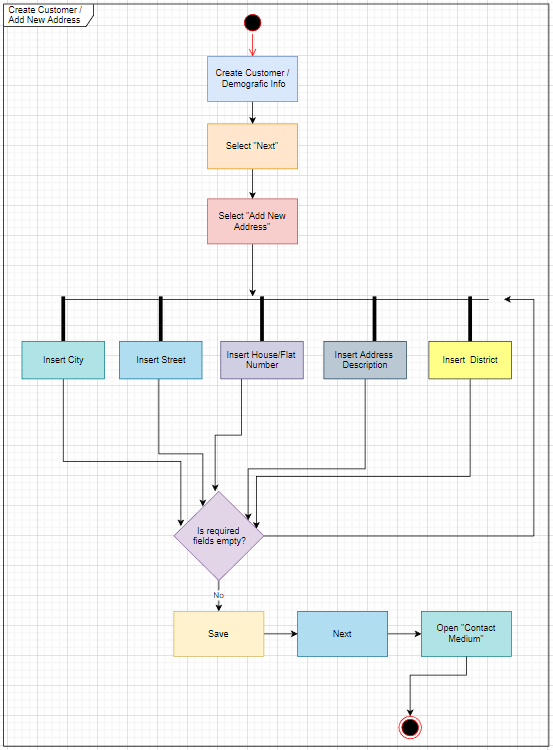 Create Customer /
Add New Address
Create Customer /
Demografic Info
Select "Next"
Select "Add New
Address"
Insert City
Insert Street
Insert House/Flat
Number
Insert Address
Description
Insert District
Is required
fields empty?
No
Save
Next
Open "Contact
Medium"